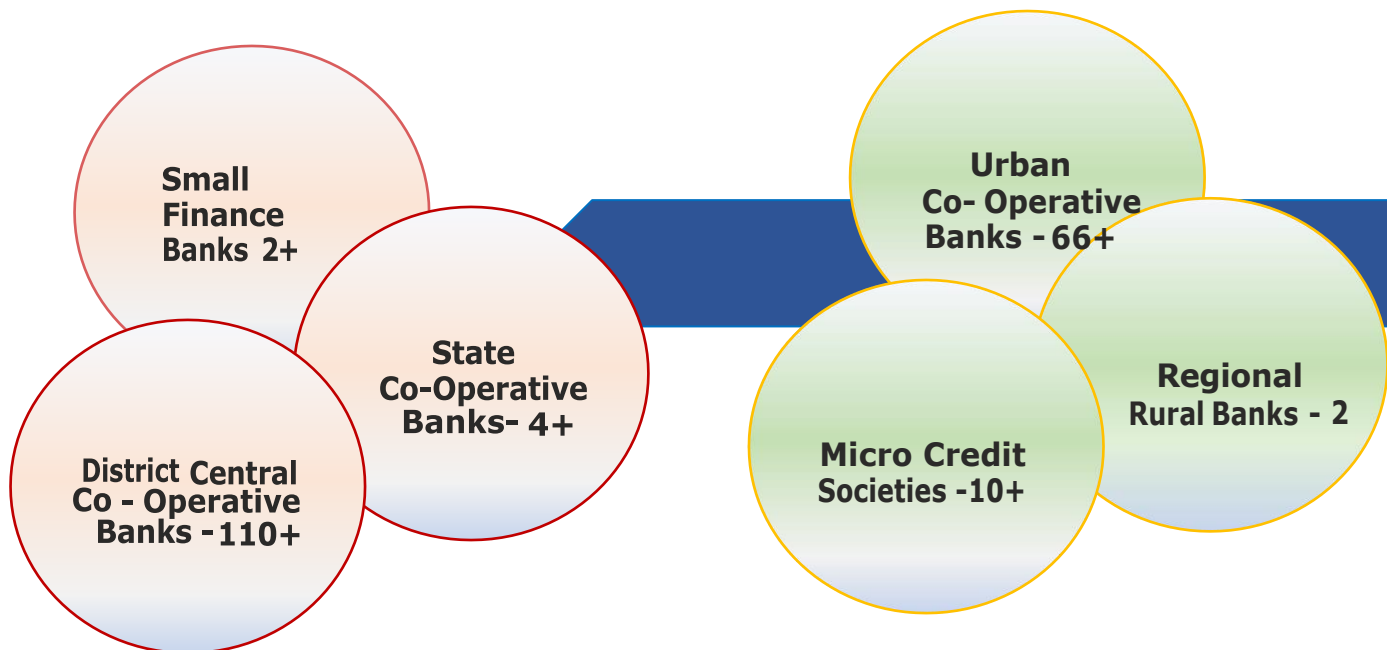 Small
Finance
Banks 2+
State
Co-Operative
Banks- 4+
District Central
Co - Operative
Banks - 110+
Urban
Co- Operative
Banks - 66+
Regional
Rural Banks - 2
Micro Credit
Societies -10+